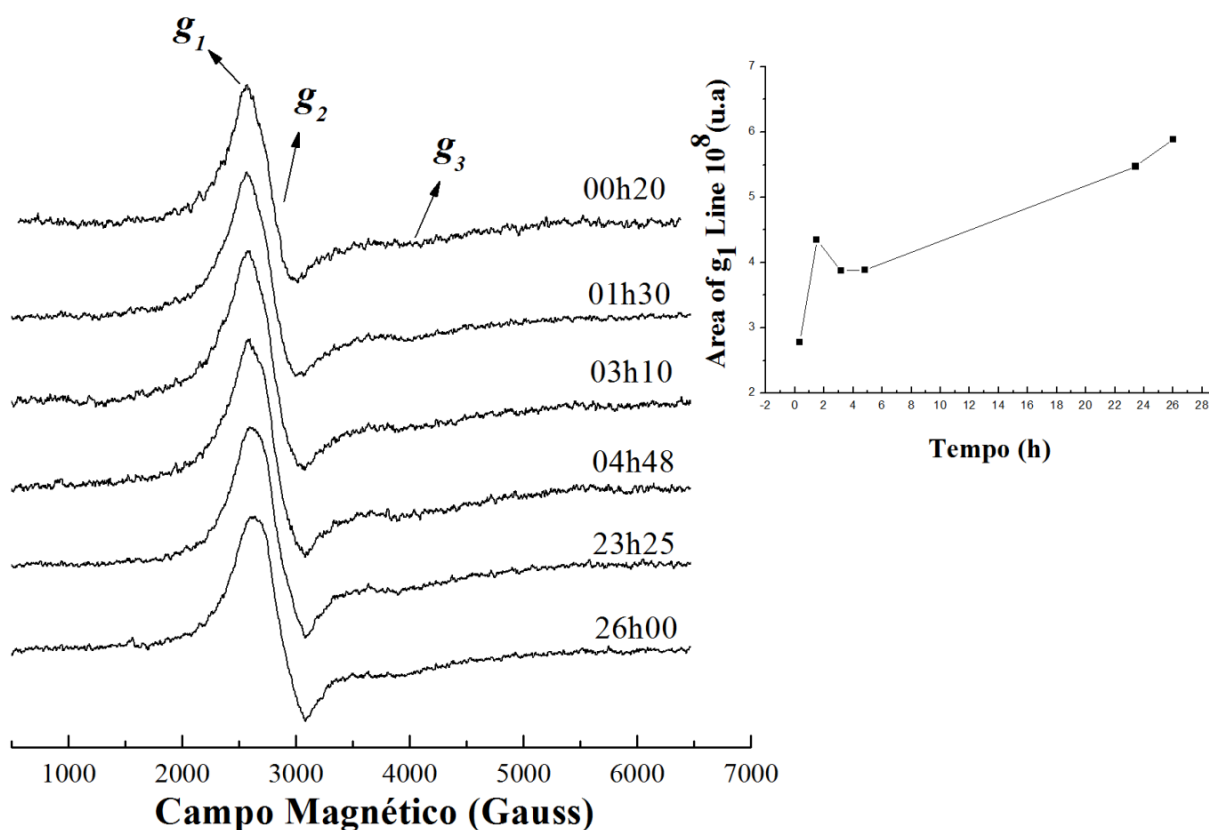 g1
g2
g3
00h20
01h30
03h10
04h48
23h25
26h00
1000 2000 3000 4000 5000 6000 7000
Campo Magnético (Gauss)
Area of g1 Line 10^8 (u.a)
7
6
5
4
3
2
-2 0 2 4 6 8 10 12 14 16 18 20 22 24 26 28
Tempo (h)